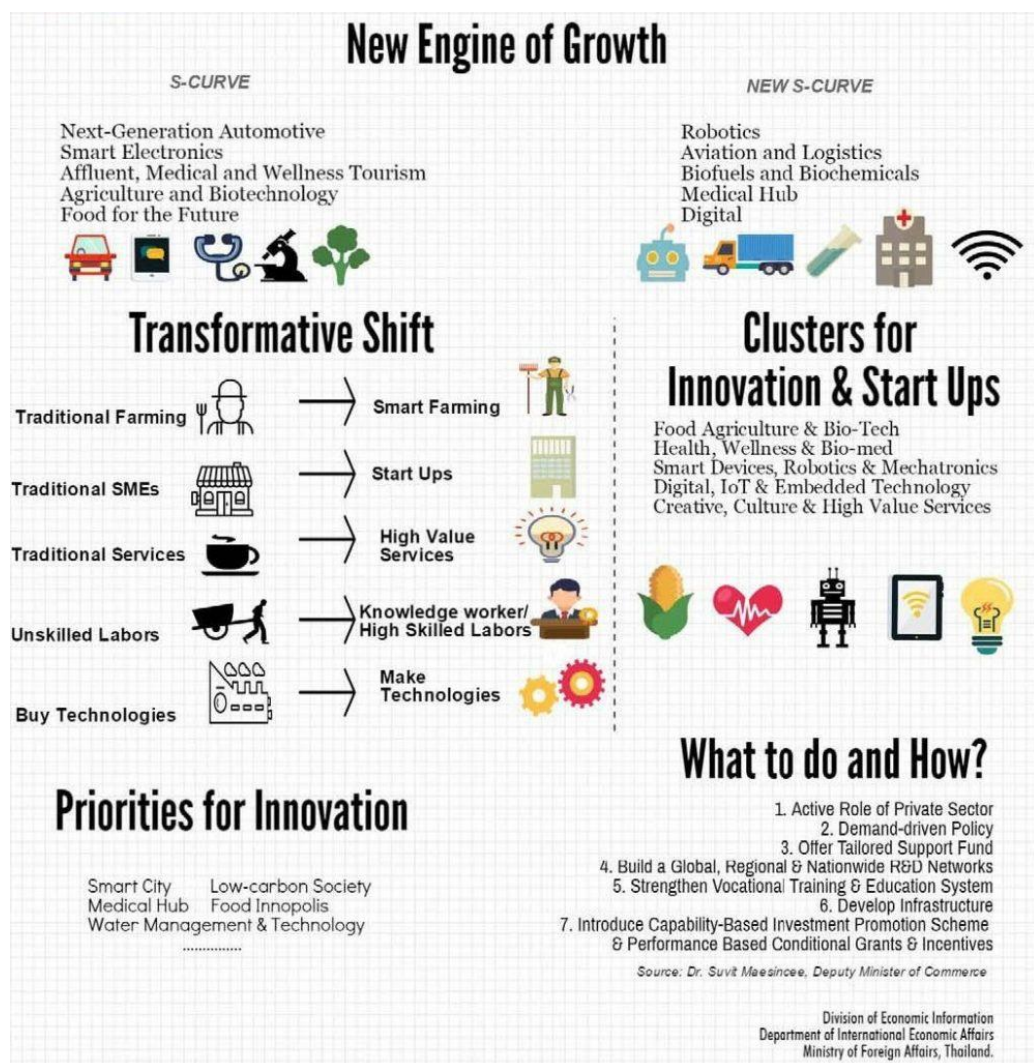 New Engine of Growth
S-CURVE
Next-Generation Automotive
Smart Electronics
Affluent, Medical and Wellness Tourism
Agriculture and Biotechnology
Food for the Future
NEW S-CURVE
Robotics
Aviation and Logistics
Biofuels and Biochemicals
Medical Hub
Digital
Transformative Shift
Traditional Farming
Smart Farming
Traditional SMEs
Start Ups
Traditional Services
High Value
Services
Unskilled Labors
Knowledge worker/
High Skilled Labors
Buy Technologies
Make
Technologies
Clusters for
Innovation & Start Ups
Food Agriculture & Bio-Tech
Health, Wellness & Bio-med
Smart Devices, Robotics & Mechatronics
Digital, IoT & Embedded Technology
Creative, Culture & High Value Services
Priorities for Innovation
Smart City Low-carbon Society
Medical Hub Food Innopolis
Water Management & Technology
...............
What to do and How?
1. Active Role of Private Sector
2. Demand-driven Policy
3. Offer Tailored Support Fund
4. Build a Global, Regional & Nationwide R&D Networks
5. Strengthen Vocational Training & Education System
6. Develop Infrastructure
7. Introduce Capability-Based Investment Promotion Scheme
& Performance Based Conditional Grants & Incentives
Source: Dr. Suvit Maesincee, Deputy Minister of Commerce
Division of Economic Information
Department of International Economic Affairs
Ministry of Foreign Affairs, Thailand.